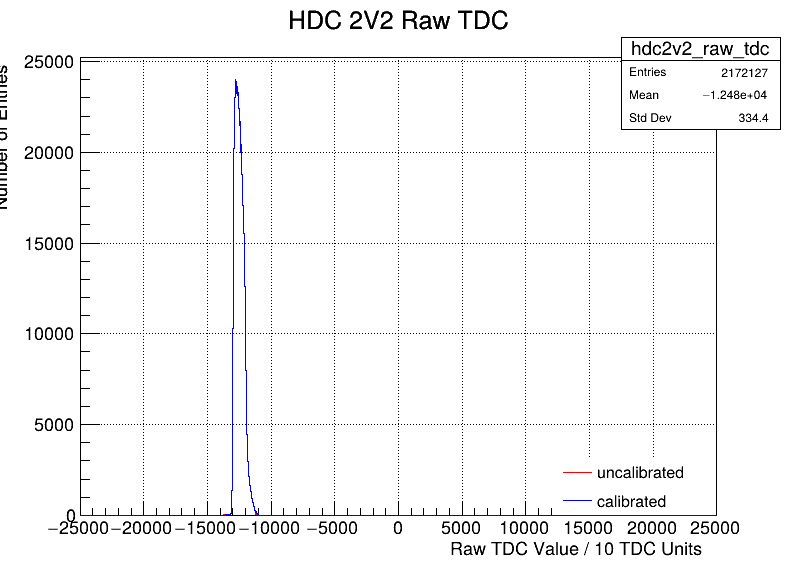 HDC 2V2 Raw TDC
hdc2v2_raw_tdc
Entries 2172127
Mean −1.248e+04
Std Dev 334.4
Number of Entries
25000
20000
15000
10000
5000
0
−25000 −20000 −15000 −10000 −5000 0 5000 10000 15000 20000 25000
uncalibrated
calibrated
Raw TDC Value / 10 TDC Units